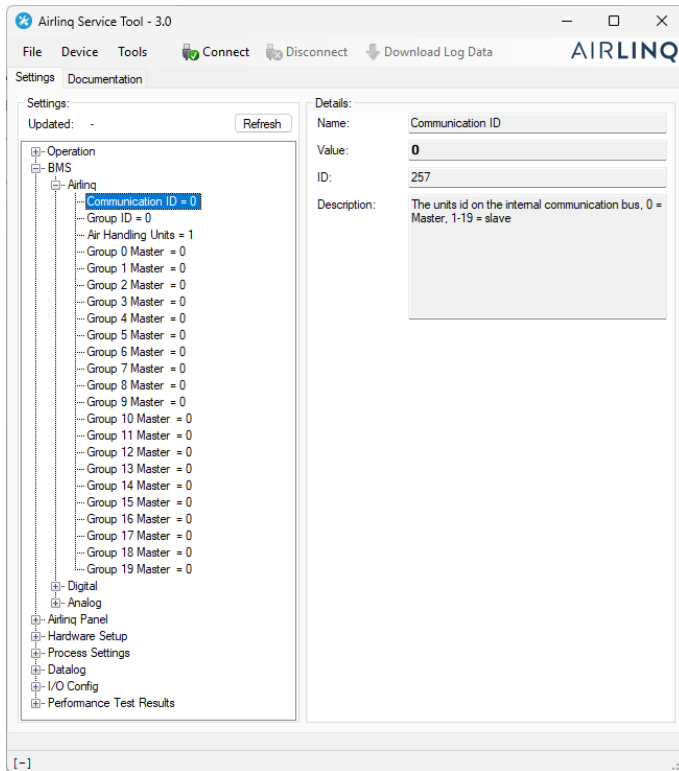 Airlinq Service Tool - 3.0
File Device Tools Connect Disconnect Download Log Data AIRLINQ
Settings Documentation
Settings:
Updated: - Refresh
Operation
BMS
Airlinq
Communication ID = 0
Group ID = 0
Air Handling Units = 1
Group 0 Master = 0
Group 1 Master = 0
Group 2 Master = 0
Group 3 Master = 0
Group 4 Master = 0
Group 5 Master = 0
Group 6 Master = 0
Group 7 Master = 0
Group 8 Master = 0
Group 9 Master = 0
Group 10 Master = 0
Group 11 Master = 0
Group 12 Master = 0
Group 13 Master = 0
Group 14 Master = 0
Group 15 Master = 0
Group 16 Master = 0
Group 17 Master = 0
Group 18 Master = 0
Group 19 Master = 0
Digital
Analog
Airlinq Panel
Hardware Setup
Process Settings
Datalog
I/O Config
Performance Test Results
Details:
Name: Communication ID
Value: 0
ID: 257
Description: The units id on the internal communication bus, 0 =
Master, 1-19 = slave
[-]